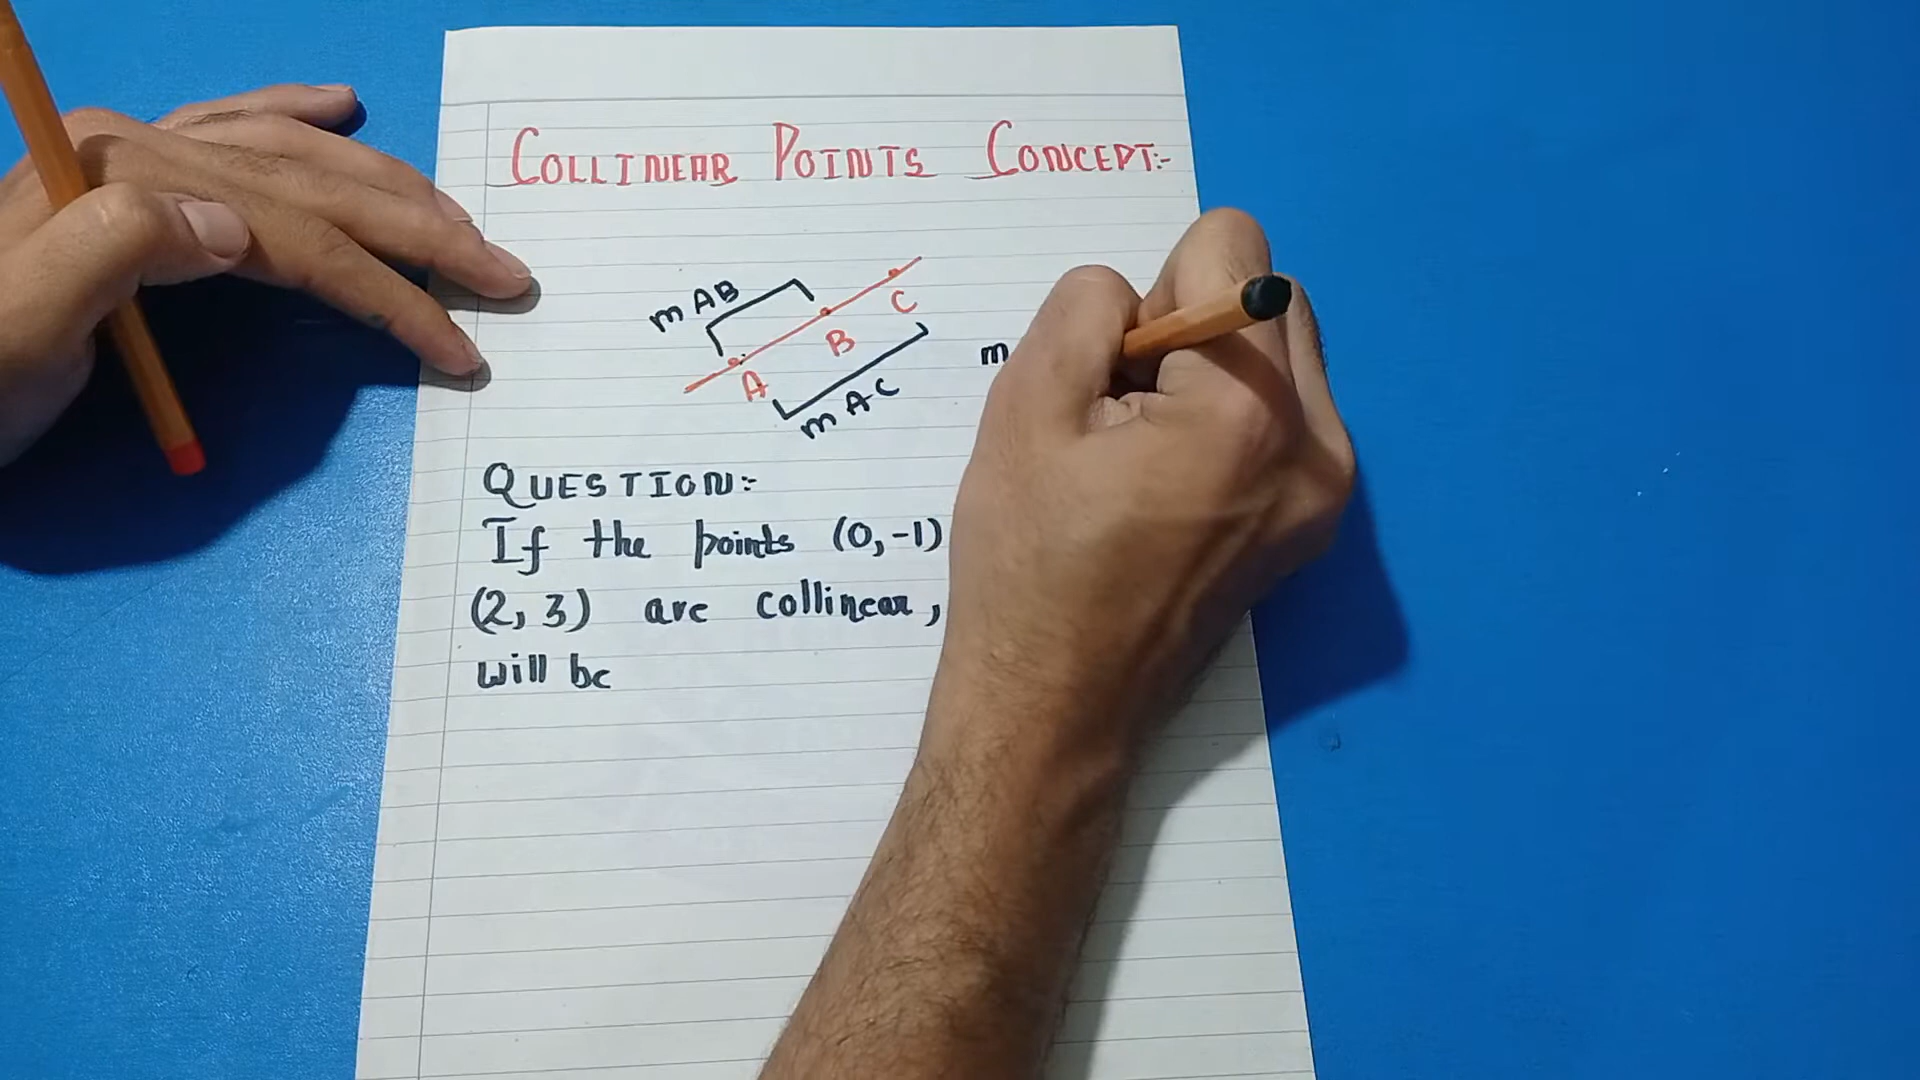 COLLINEAR POINTS CONCEPT:-
mAB
C
B
A
mAC
m
QUESTION:-
If the points (0,-1)
(2, 3) are collinear,
will be